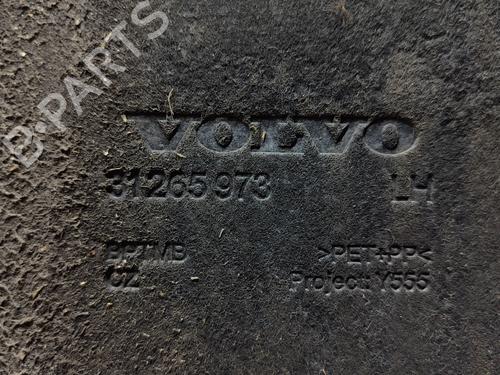 B-PARTS
VOLVO
31265973 LH
BPTMB >PET+PP<
CZ Project: Y555